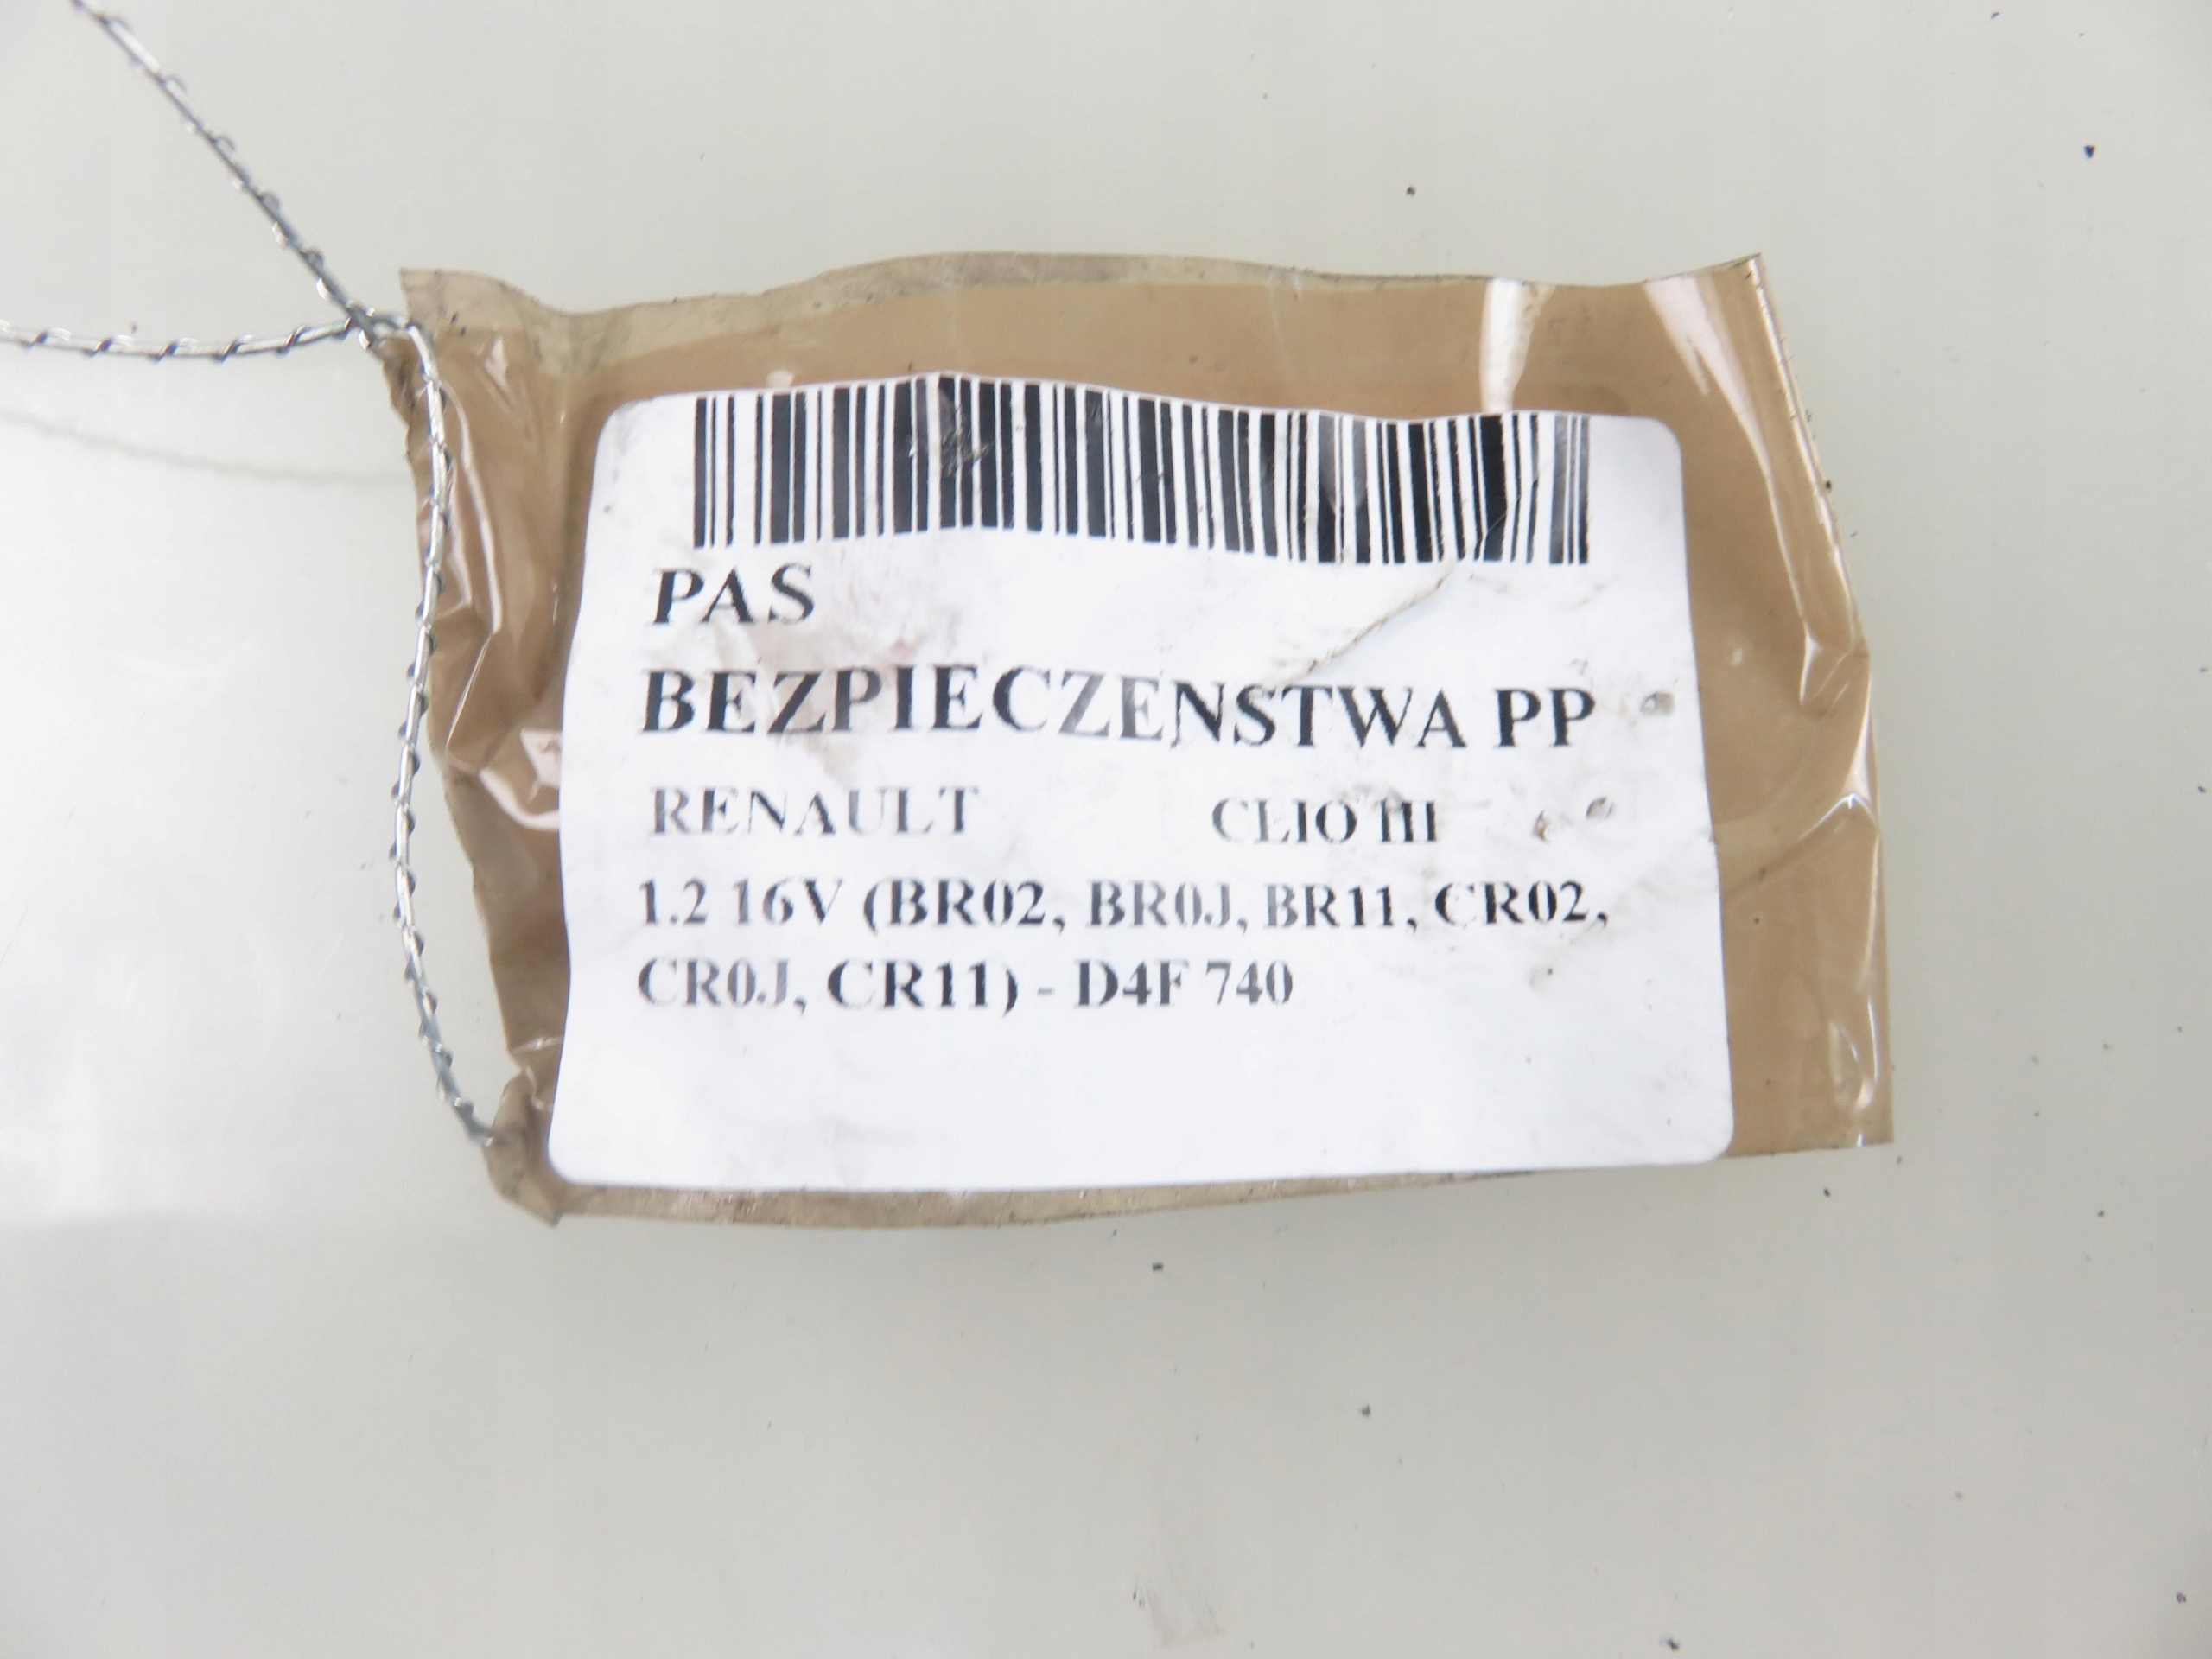 PAS
BEZPIECZENSTWA PP
RENAULT CLIO III
1.2 16V (BR02, BR0J, BR11, CR02,
CR0J, CR11) - D4F 740